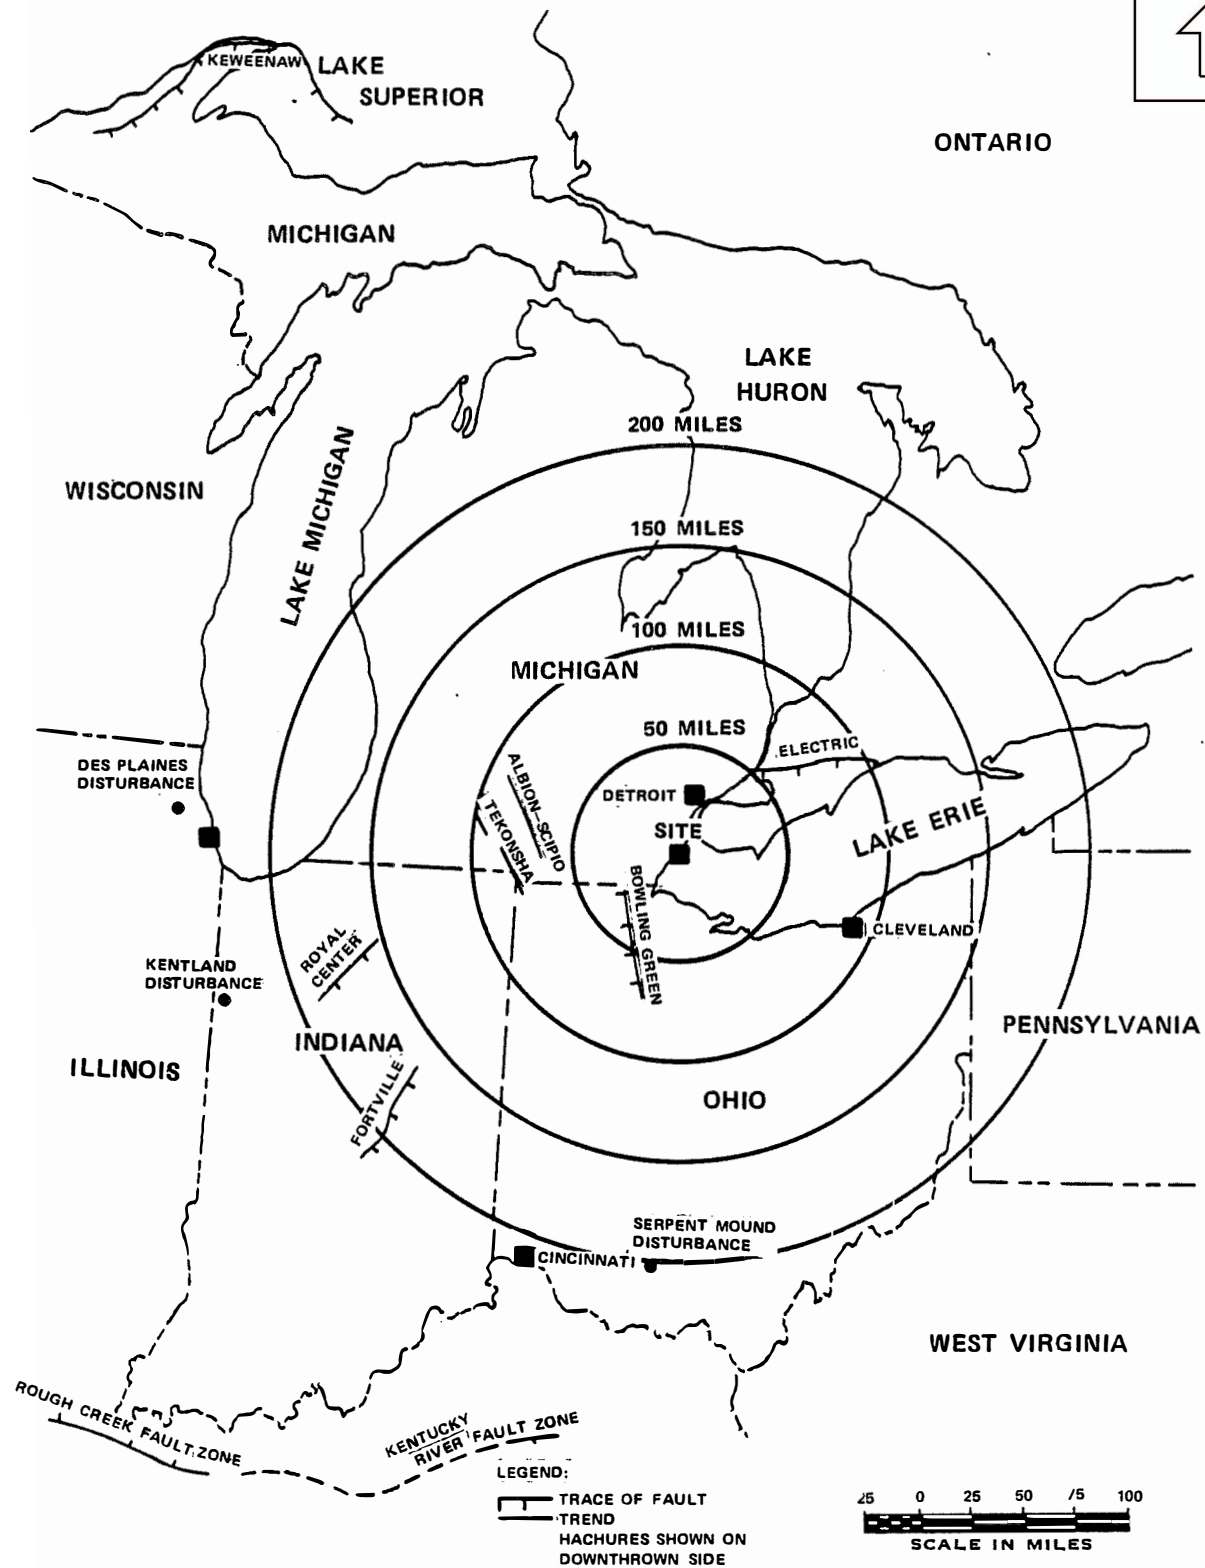 KEWEENAW
LAKE
SUPERIOR
ONTARIO
MICHIGAN
LAKE
HURON
200 MILES
WISCONSIN
LAKE MICHIGAN
150 MILES
100 MILES
MICHIGAN
50 MILES
ELECTRIC
DES PLAINES
DISTURBANCE
ALBION-SCIPIO
TEKONSHA
DETROIT
SITE
LAKE ERIE
BOWLING GREEN
CLEVELAND
ROYAL
CENTER
KENTLAND
DISTURBANCE
PENNSYLVANIA
INDIANA
ILLINOIS
OHIO
FORTVILLE
SERPENT MOUND
DISTURBANCE
CINCINNATI
WEST VIRGINIA
ROUGH CREEK FAULT ZONE
KENTUCKY
RIVER FAULT ZONE
LEGEND:
TRACE OF FAULT
TREND
HACHURES SHOWN ON
DOWNTHROWN SIDE
25 0 25 50 75 100
SCALE IN MILES